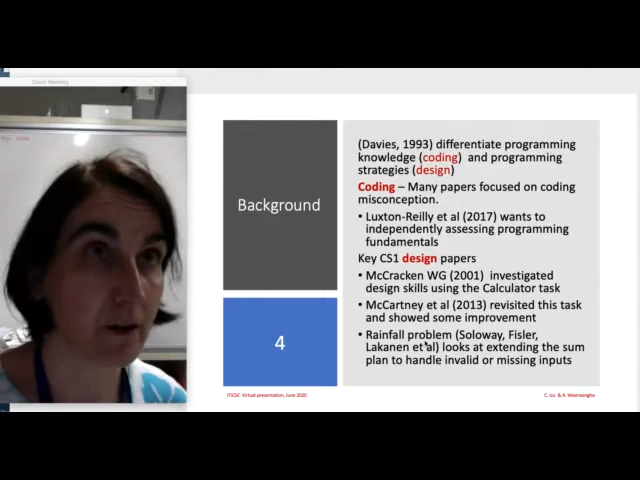 Zoom Meeting
Background
4
(Davies, 1993) differentiate programming
knowledge (coding) and programming
strategies (design)
Coding – Many papers focused on coding
misconception.
• Luxton-Reilly et al (2017) wants to
independently assessing programming
fundamentals
Key CS1 design papers
• McCracken WG (2001) investigated
design skills using the Calculator task
• McCartney et al (2013) revisited this task
and showed some improvement
• Rainfall problem (Soloway, Fisler,
Lakanen et al) looks at extending the sum
plan to handle invalid or missing inputs
ITiCSE Virtual presentation, June 2020